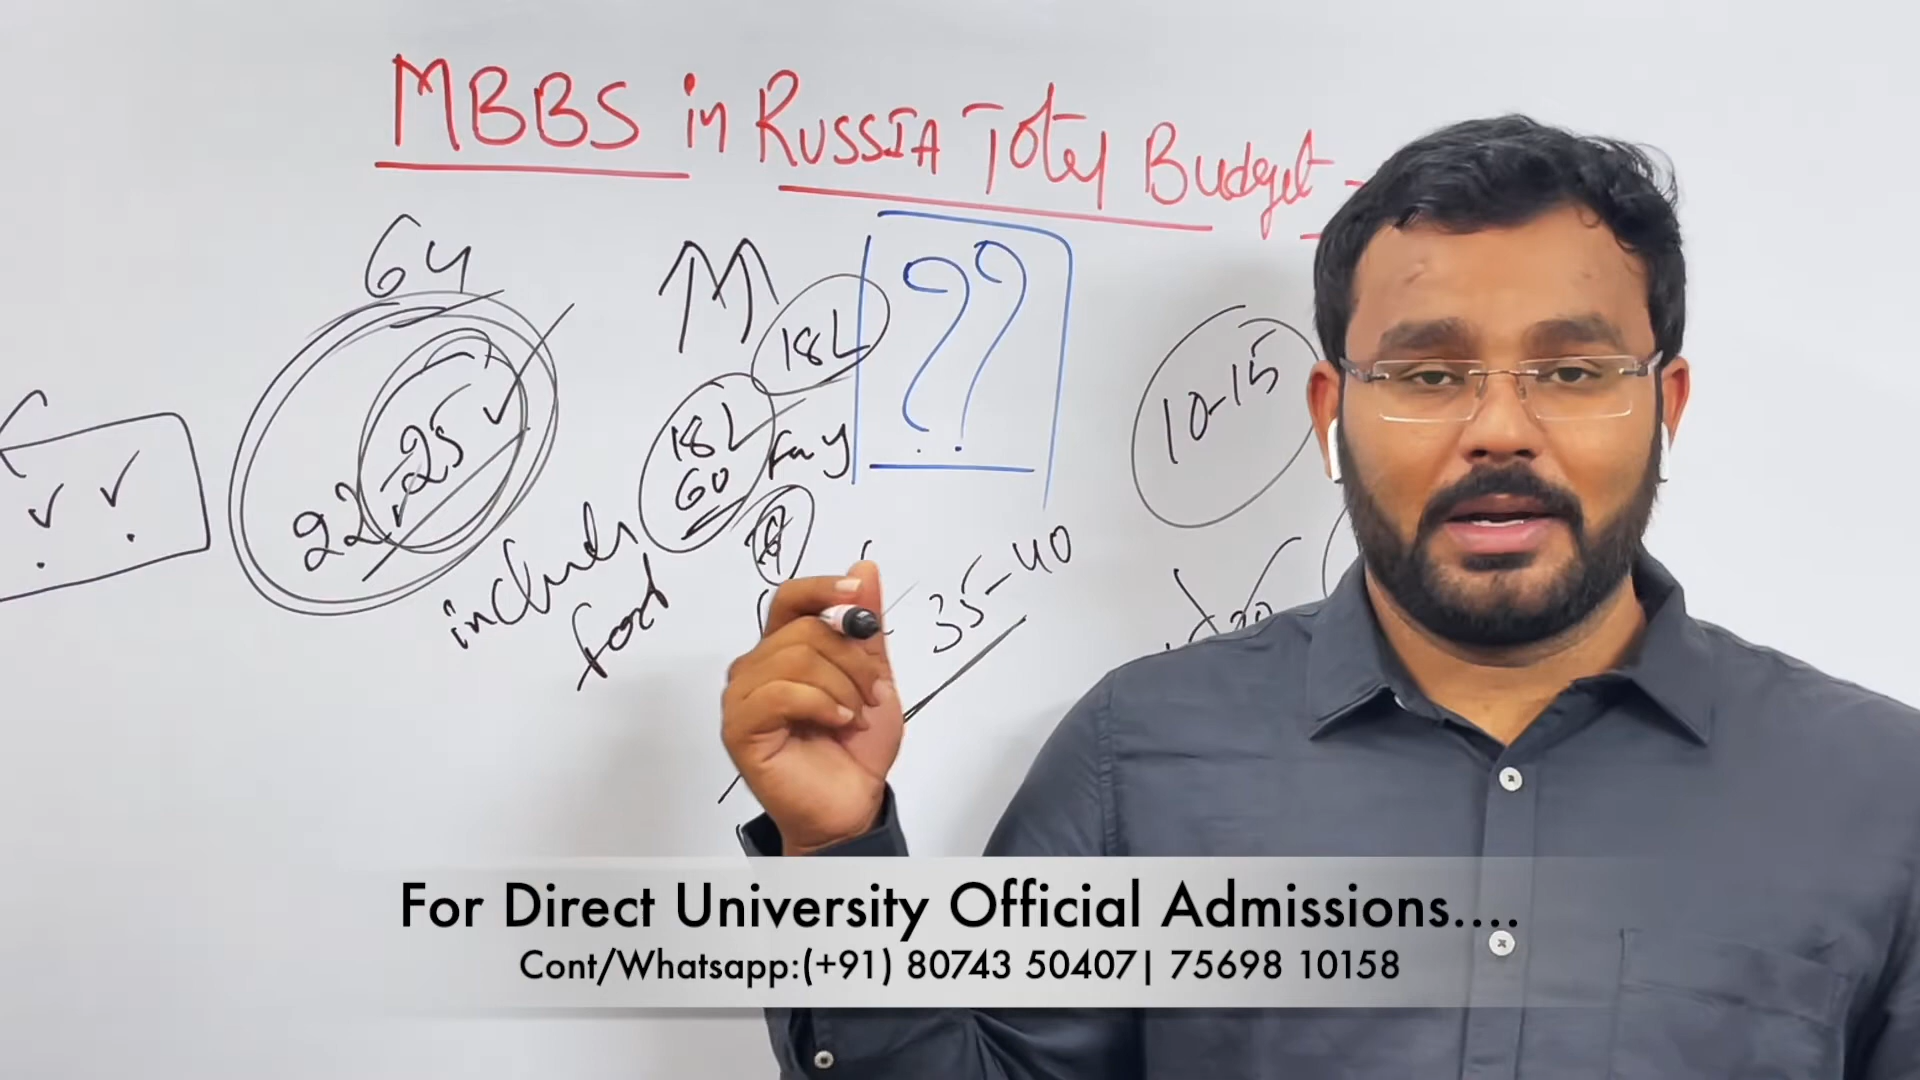 MBBS in RUSSIA Total Budget -
64
18L
??
10-15
22-25
18L
60
includs
food
35-40
For Direct University Official Admissions....
Cont/Whatsapp:(+91) 80743 50407| 75698 10158